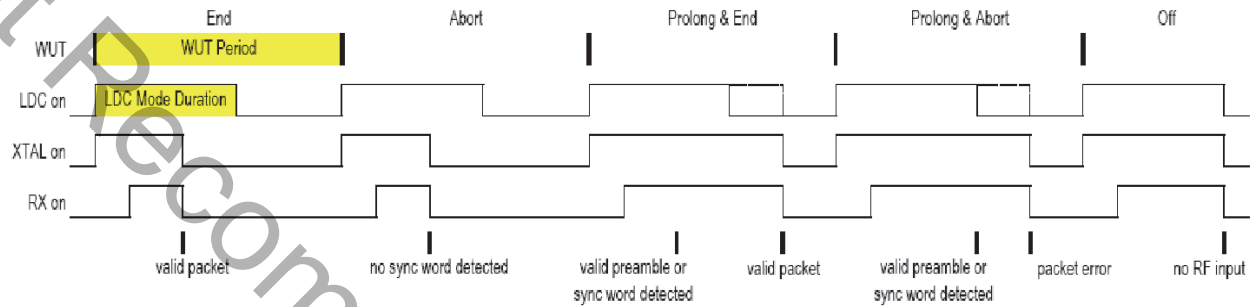 End Abort Prolong & End Prolong & Abort Off
WUT WUT Period
LDC on LDC Mode Duration
XTAL on
RX on
valid packet no sync word detected valid preamble or sync word detected valid packet valid preamble or sync word detected packet error no RF input
t Recom